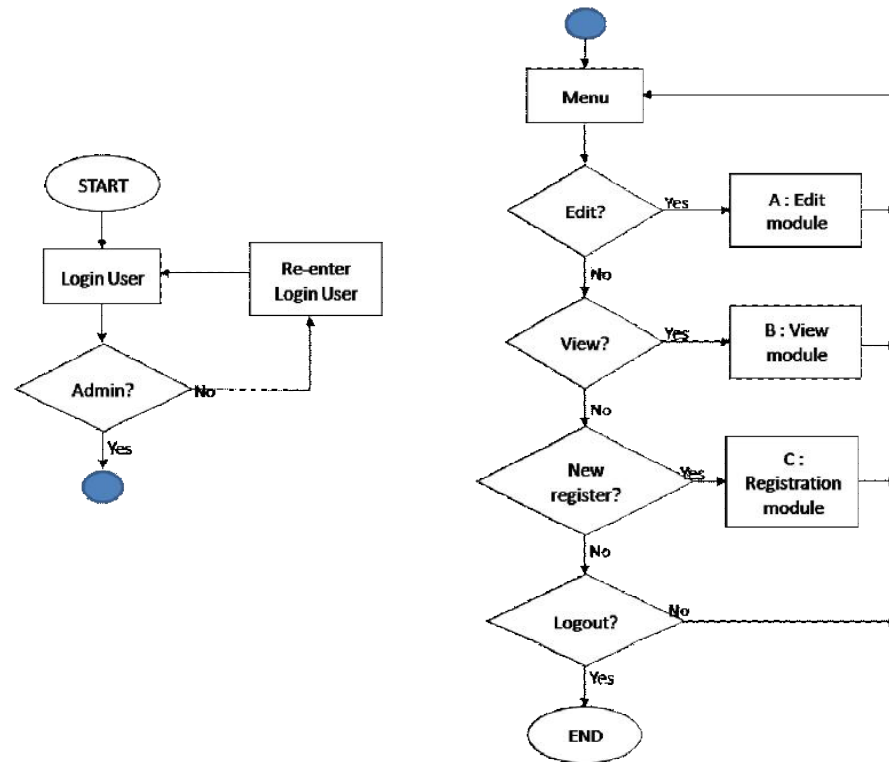 START
Login User
Re-enter
Login User
Admin?
No
Yes
Menu
Edit?
Yes
A : Edit
module
No
View?
Yes
B : View
module
No
New
register?
Yes
C :
Registration
module
No
Logout?
No
Yes
END